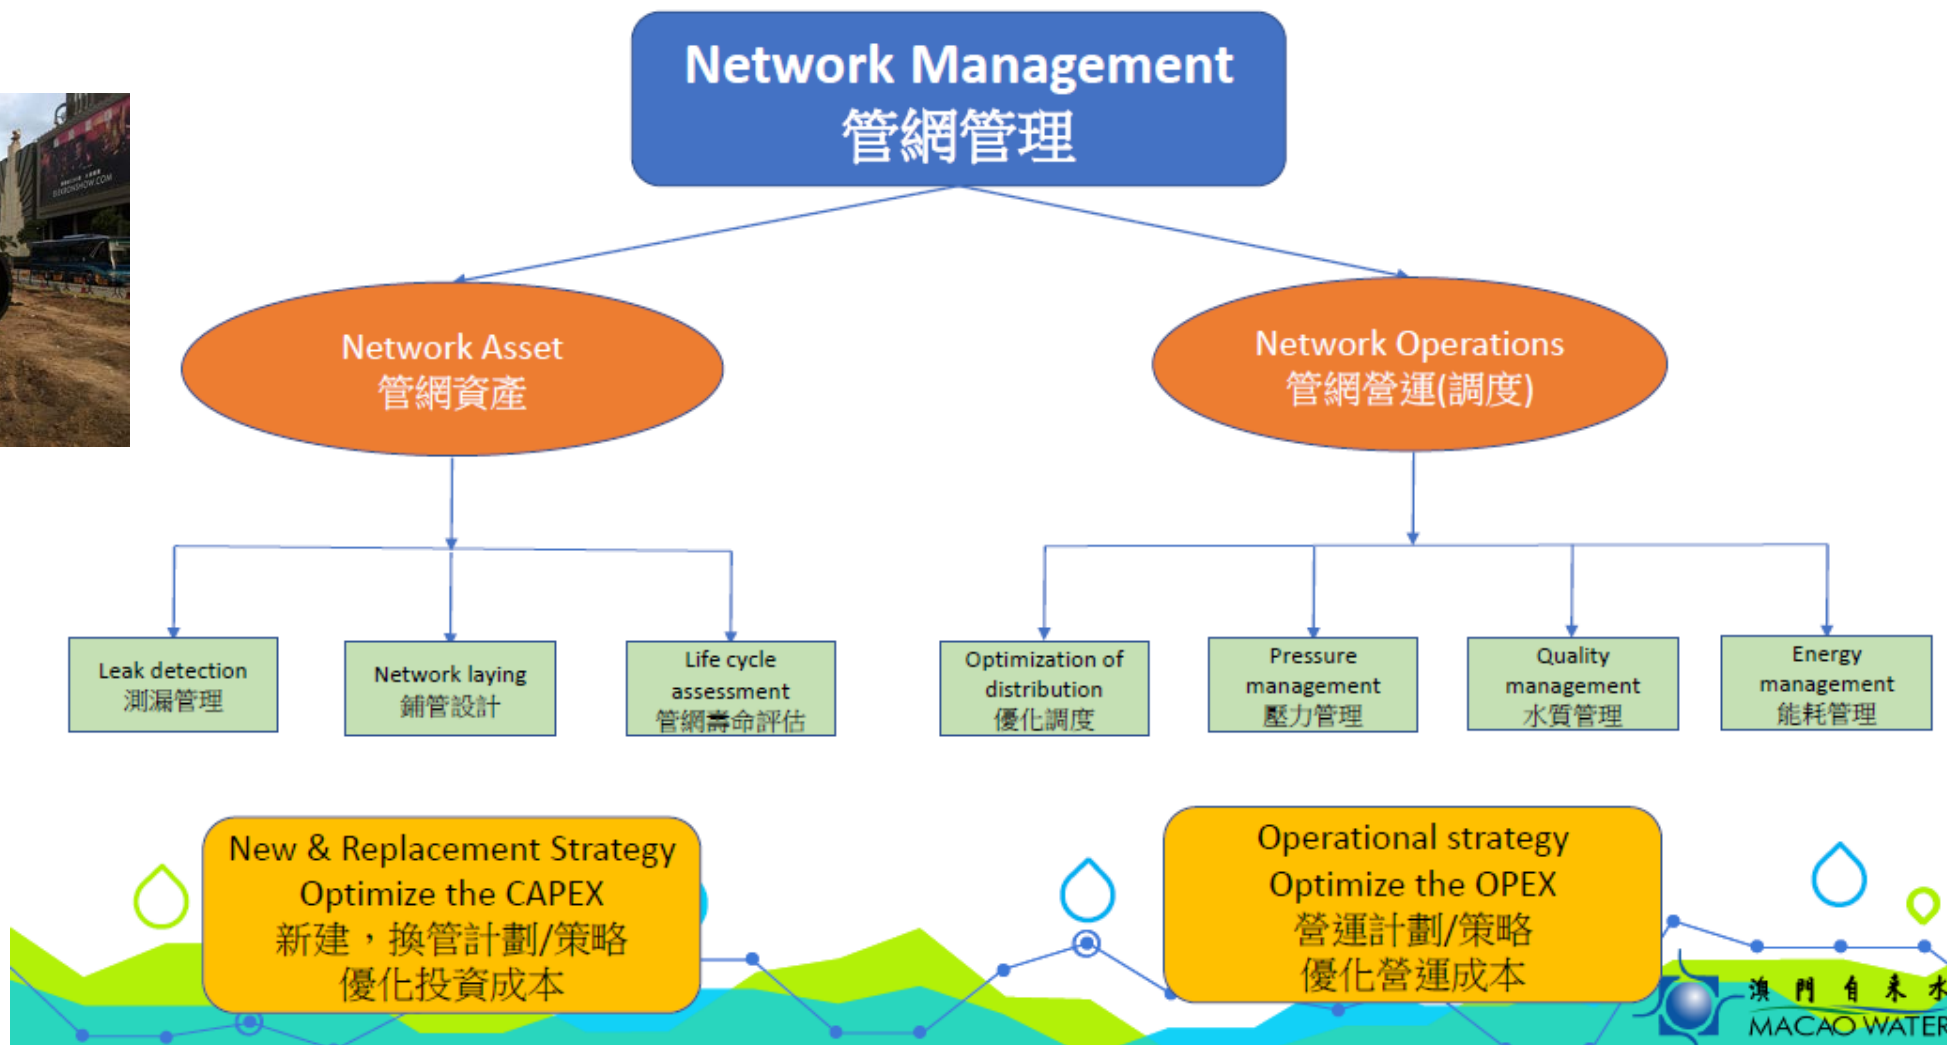 Network Management
管網管理
Network Asset
管網資產
Network Operations
管網營運(調度)
Leak detection
測漏管理
Network laying
鋪管設計
Life cycle
assessment
管網壽命評估
Optimization of
distribution
優化調度
Pressure
management
壓力管理
Quality
management
水質管理
Energy
management
能耗管理
New & Replacement Strategy
Optimize the CAPEX
新建，換管計劃/策略
優化投資成本
Operational strategy
Optimize the OPEX
營運計劃/策略
優化營運成本
澳門自来水
MACAO WATER